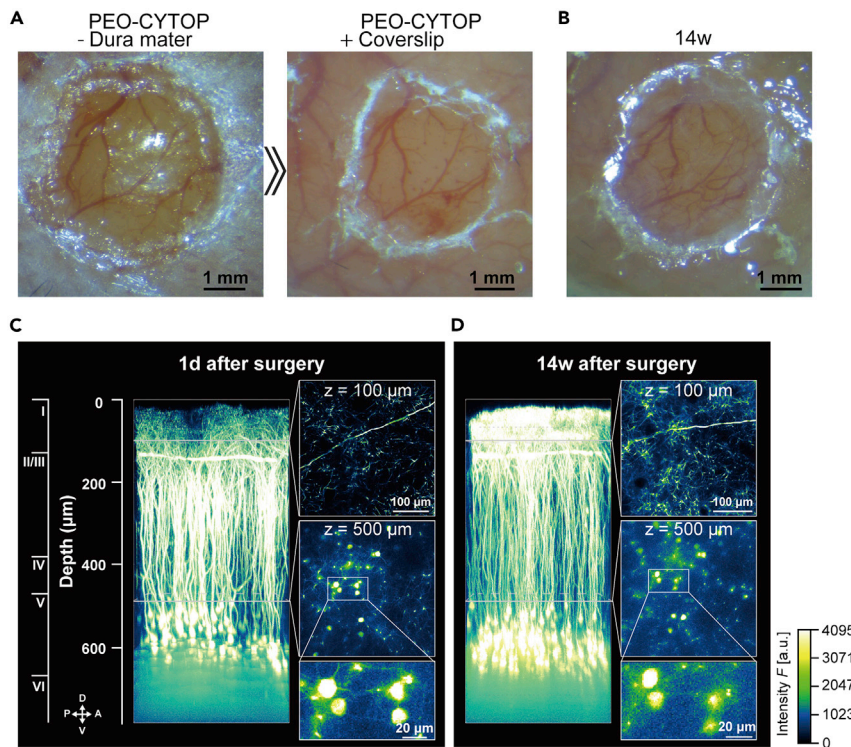 A
PEO-CYTOP
- Dura mater
PEO-CYTOP
+ Coverslip
B
14w
1 mm
1 mm
1 mm
C
1d after surgery
D
14w after surgery
I
II/III
IV
V
VI
Depth (µm)
0
200
400
600
D
P A
V
z = 100 µm
100 µm
z = 500 µm
20 µm
z = 100 µm
100 µm
z = 500 µm
20 µm
Intensity F [a.u.]
4095
3071
2047
1023
0